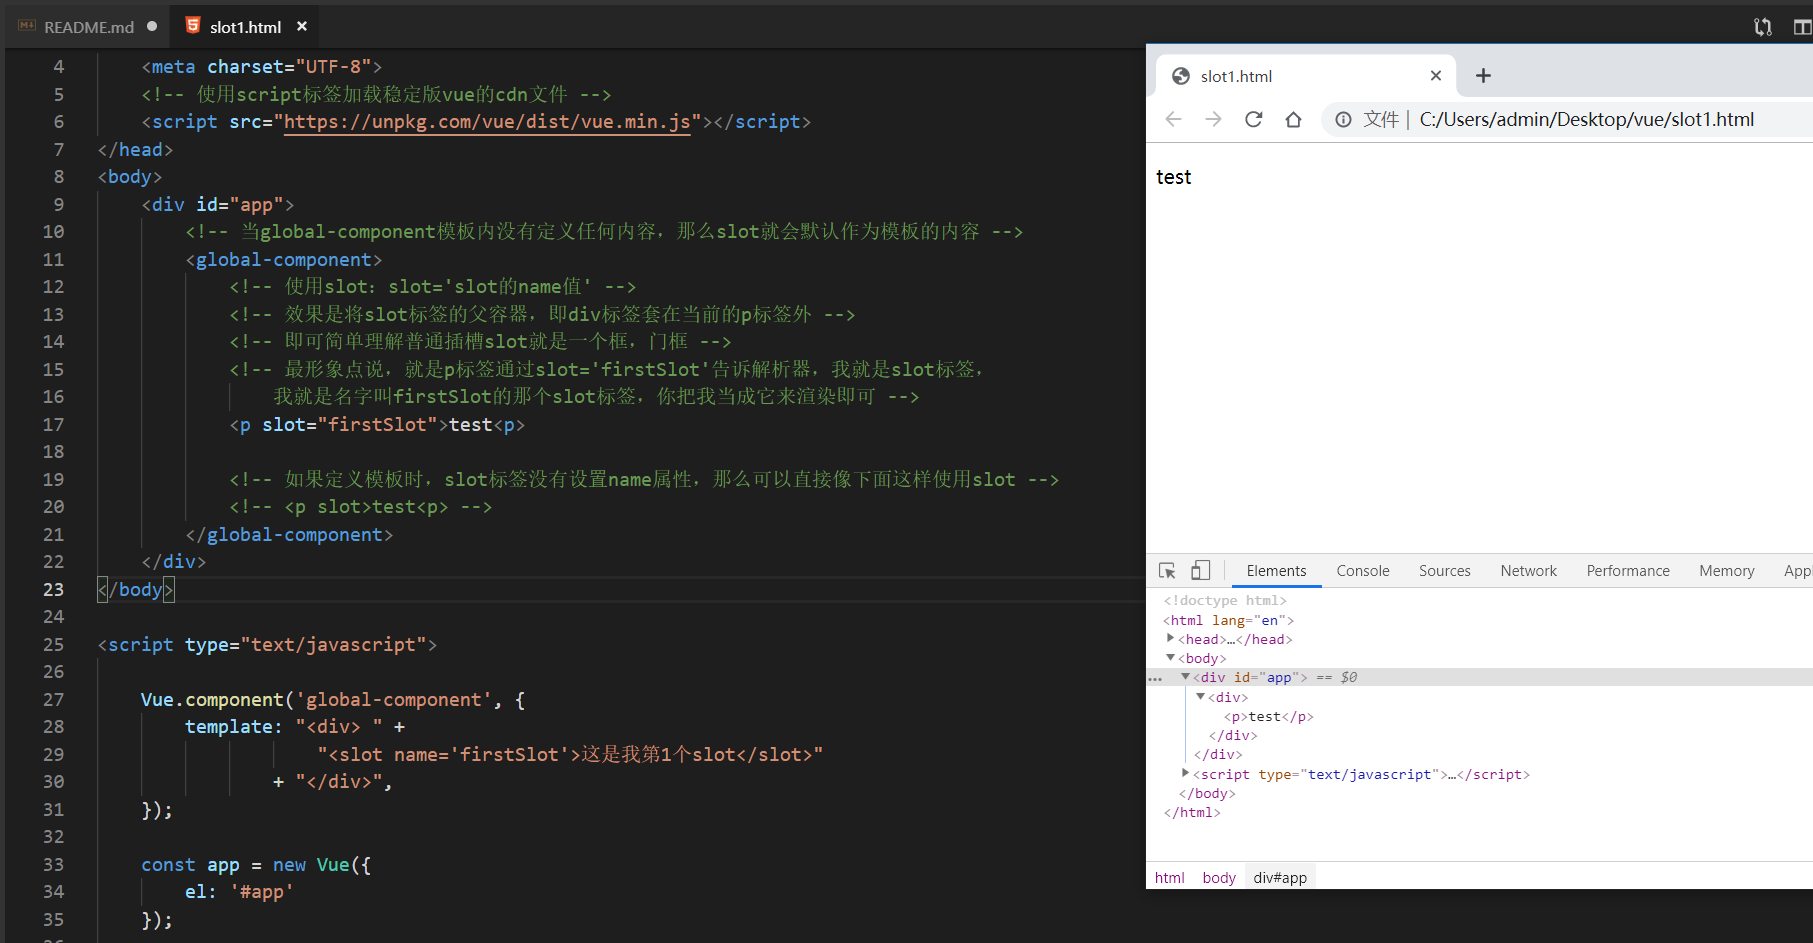 README.md
slot1.html
4 <meta charset="UTF-8">
5 <!-- 使用script标签加载稳定版vue的cdn文件 -->
6 <script src="https://unpkg.com/vue/dist/vue.min.js"></script>
7 </head>
8 <body>
9 <div id="app">
10 <!-- 当global-component模板内没有定义任何内容，那么slot就会默认作为模板的内容 -->
11 <global-component>
12 <!-- 使用slot：slot='slot的name值' -->
13 <!-- 效果是将slot标签的父容器，即div标签套在当前的p标签外 -->
14 <!-- 即可简单理解普通插槽slot就是一个框，门框 -->
15 <!-- 最形象点说，就是p标签通过slot='firstSlot'告诉解析器，我就是slot标签，
16 我就是名字叫firstSlot的那个slot标签，你把我当成它来渲染即可 -->
17 <p slot="firstSlot">test<p>
18
19 <!-- 如果定义模板时，slot标签没有设置name属性，那么可以直接像下面这样使用slot -->
20 <!-- <p slot>test<p> -->
21 </global-component>
22 </div>
23 </body>
24
25 <script type="text/javascript">
26
27 Vue.component('global-component', {
28 template: "<div> " +
29 "<slot name='firstSlot'>这是我第1个slot</slot>"
30 + "</div>",
31 });
32
33 const app = new Vue({
34 el: '#app'
35 });
slot1.html
文件 | C:/Users/admin/Desktop/vue/slot1.html
test
Elements Console Sources Network Performance Memory Appl
<!doctype html>
<html lang="en">
<head>…</head>
<body>
<div id="app"> == $0
<div>
<p>test</p>
</div>
</div>
<script type="text/javascript">…</script>
</body>
</html>
html body div#app